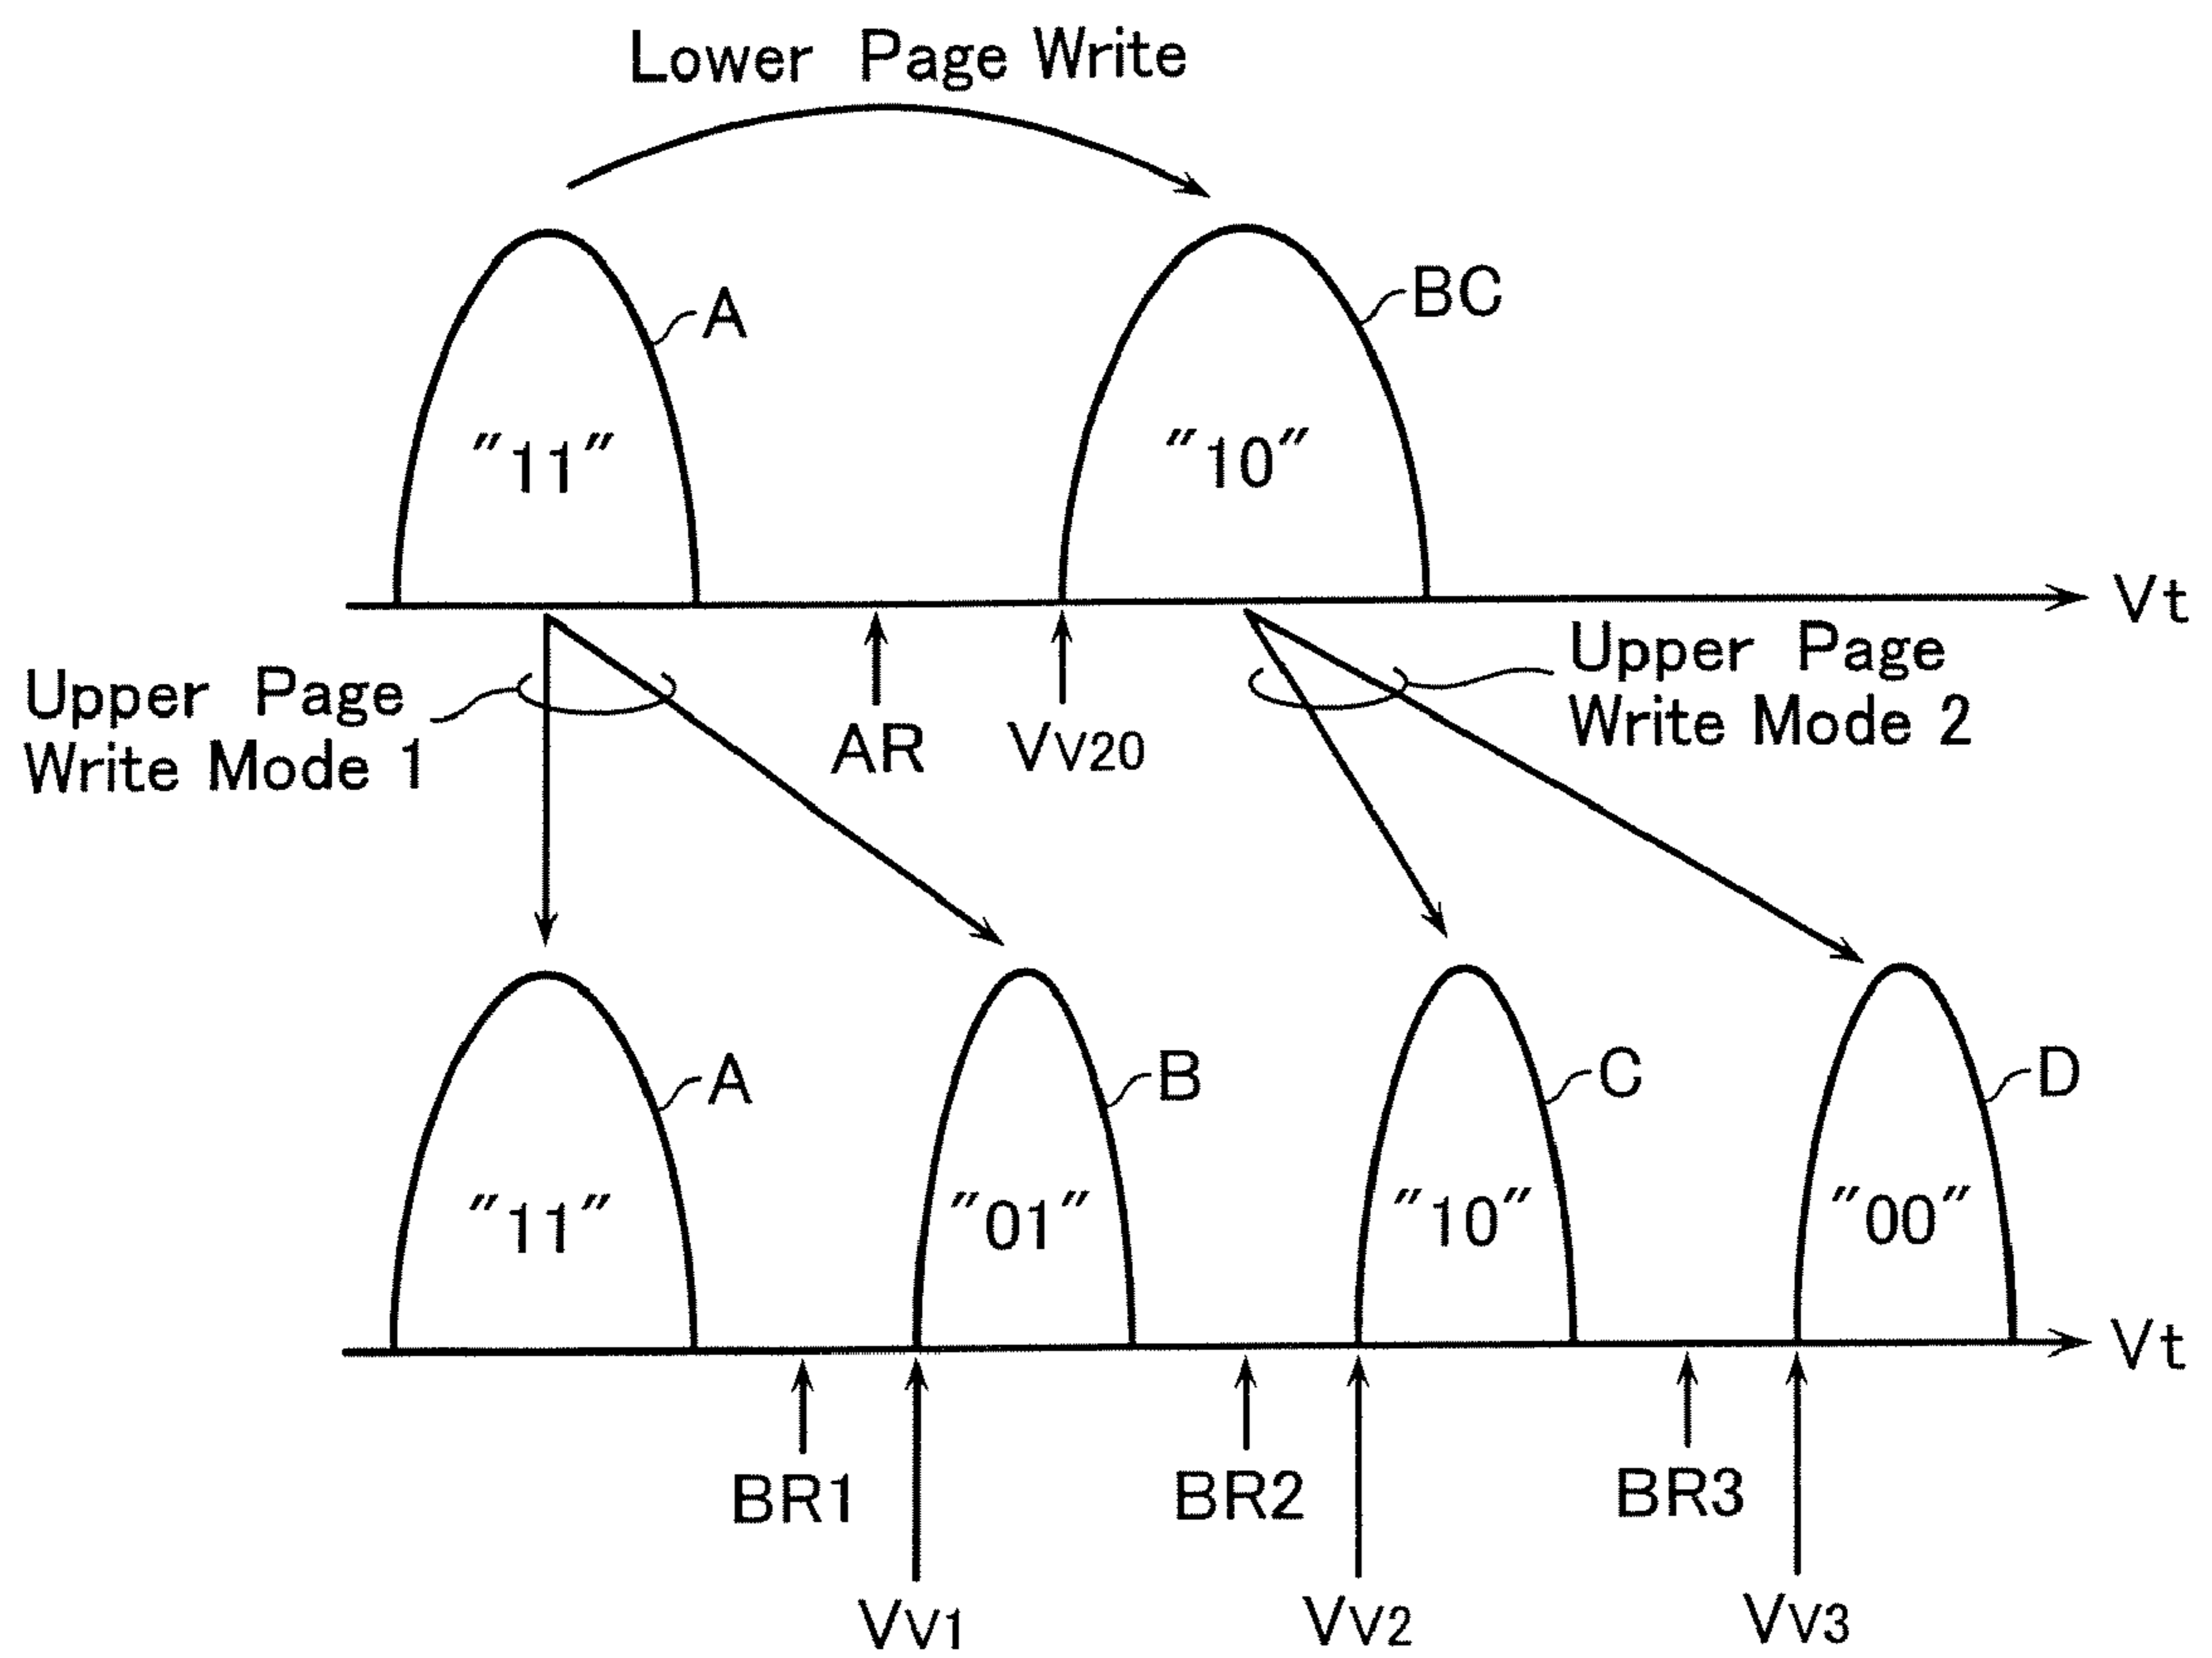 Lower Page Write
A
BC
"11"
"10"
Vt
Upper Page
Write Mode 1
AR
VV20
Upper Page
Write Mode 2
A
B
C
D
"11"
"01"
"10"
"00"
Vt
BR1
BR2
BR3
VV1
VV2
VV3